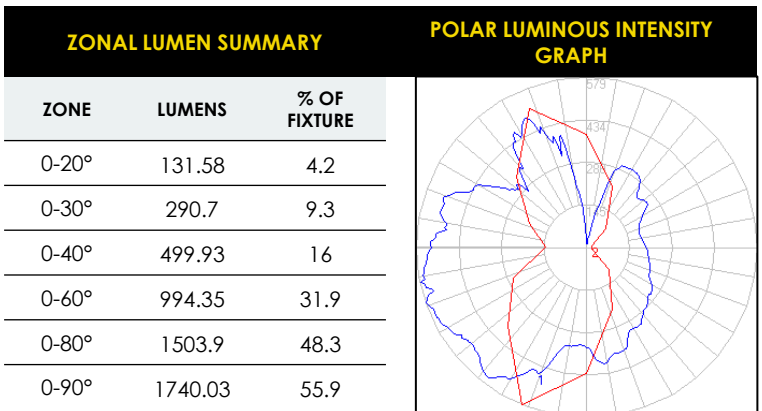 ZONAL LUMEN SUMMARY
POLAR LUMINOUS INTENSITY
GRAPH
ZONE LUMENS % OF
FIXTURE
0-20° 131.58 4.2
0-30° 290.7 9.3
0-40° 499.93 16
0-60° 994.35 31.9
0-80° 1503.9 48.3
0-90° 1740.03 55.9
579
434
145
2
1